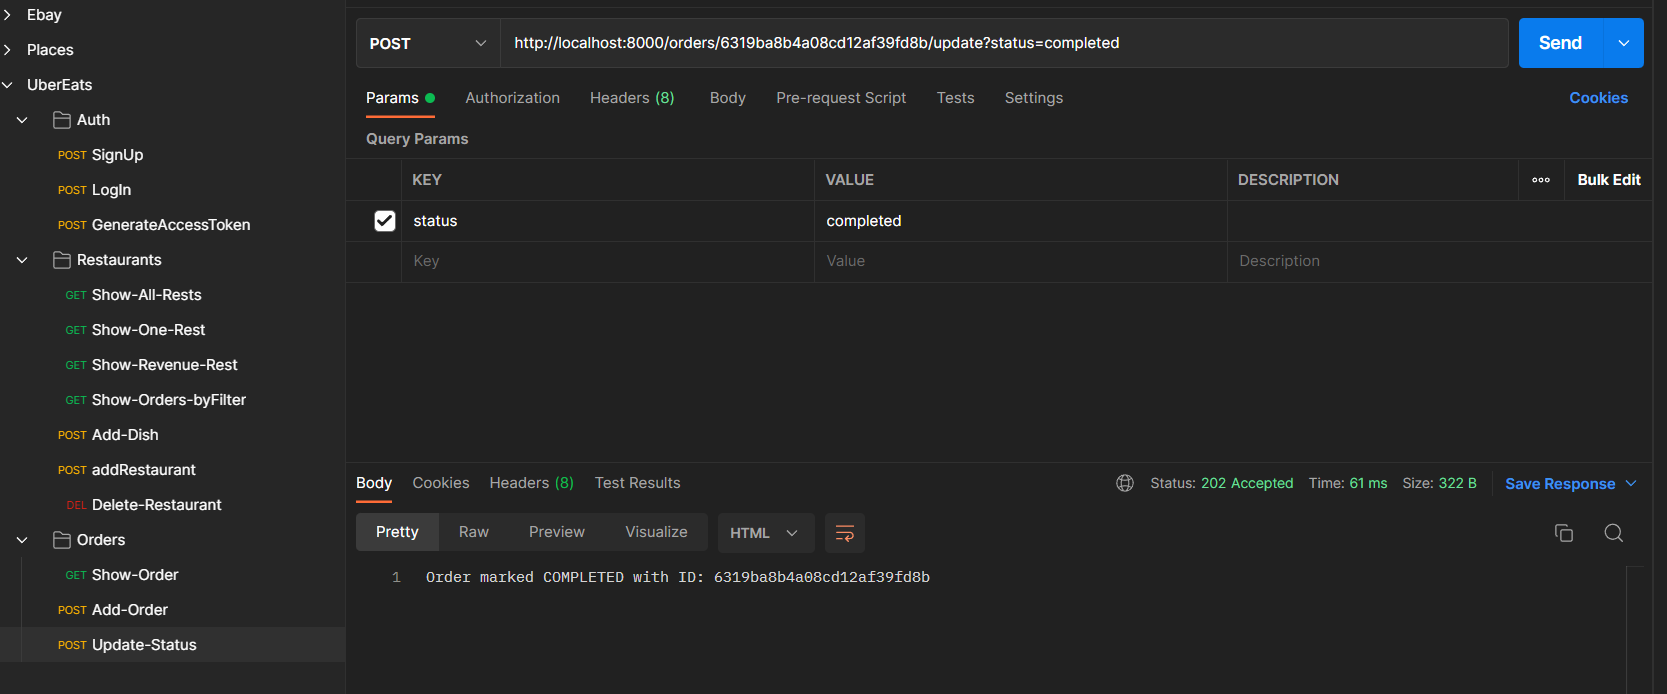 Ebay
Places
UberEats
Auth
POST SignUp
POST LogIn
POST GenerateAccessToken
Restaurants
GET Show-All-Rests
GET Show-One-Rest
GET Show-Revenue-Rest
GET Show-Orders-byFilter
POST Add-Dish
POST addRestaurant
DEL Delete-Restaurant
Orders
GET Show-Order
POST Add-Order
POST Update-Status
POST http://localhost:8000/orders/6319ba8b4a08cd12af39fd8b/update?status=completed Send
Params Authorization Headers (8) Body Pre-request Script Tests Settings Cookies
Query Params
KEY VALUE DESCRIPTION Bulk Edit
status completed
Key Value Description
Body Cookies Headers (8) Test Results Status: 202 Accepted Time: 61 ms Size: 322 B Save Response
Pretty Raw Preview Visualize HTML
1 Order marked COMPLETED with ID: 6319ba8b4a08cd12af39fd8b